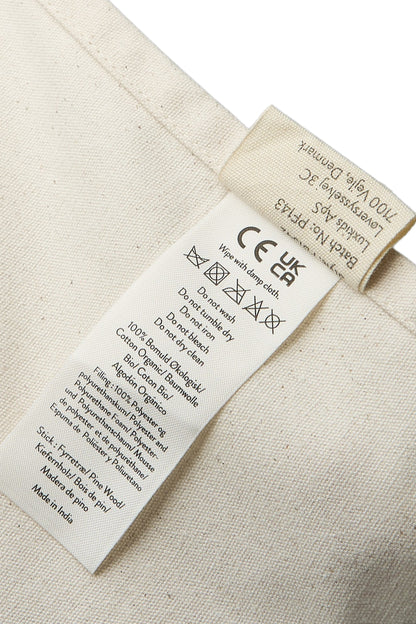 Batch No: PF143
Luxkids ApS
Løversysselvej 3C
7100 Vejle, Denmark
CE UK
CA
Wipe with damp cloth.
Do not wash
Do not tumble dry
Do not iron
Do not bleach
Do not dry clean
100% Bomuld Økologisk/
Cotton Organic/ Baumwolle
Bio/ Coton Bio/
Algodon Organico
Filling : 100% Polyester og
polyurethanskum/ Polyester and
Polyurethane Foam/ Polyester
und Polyurethanschaum/ Mousse
de polyester et de polyuréthane/
Espuma de Poliéster y Poliuretano
Stick : Fyrretræ/ Pine Wood/
Kiefernholz/ Bois de pin/
Madera de pino
Made in India